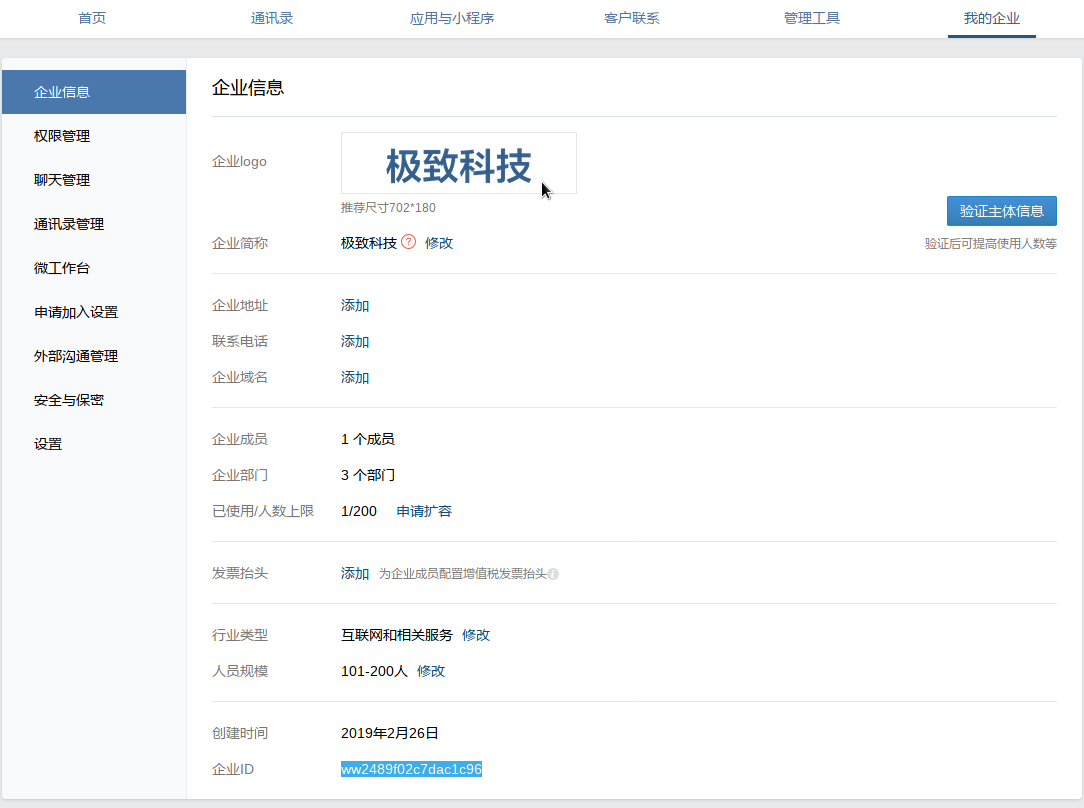 首页 通讯录 应用与小程序 客户联系 管理工具 我的企业
企业信息
权限管理
聊天管理
通讯录管理
微工作台
申请加入设置
外部沟通管理
安全与保密
设置
企业信息
企业logo 极致科技
推荐尺寸702*180
验证主体信息
企业简称 极致科技 ? 修改 验证后可提高使用人数等
企业地址 添加
联系电话 添加
企业域名 添加
企业成员 1 个成员
企业部门 3 个部门
已使用/人数上限 1/200 申请扩容
发票抬头 添加 为企业成员配置增值税发票抬头 i
行业类型 互联网和相关服务 修改
人员规模 101-200人 修改
创建时间 2019年2月26日
企业ID ww2489f02c7dac1c96